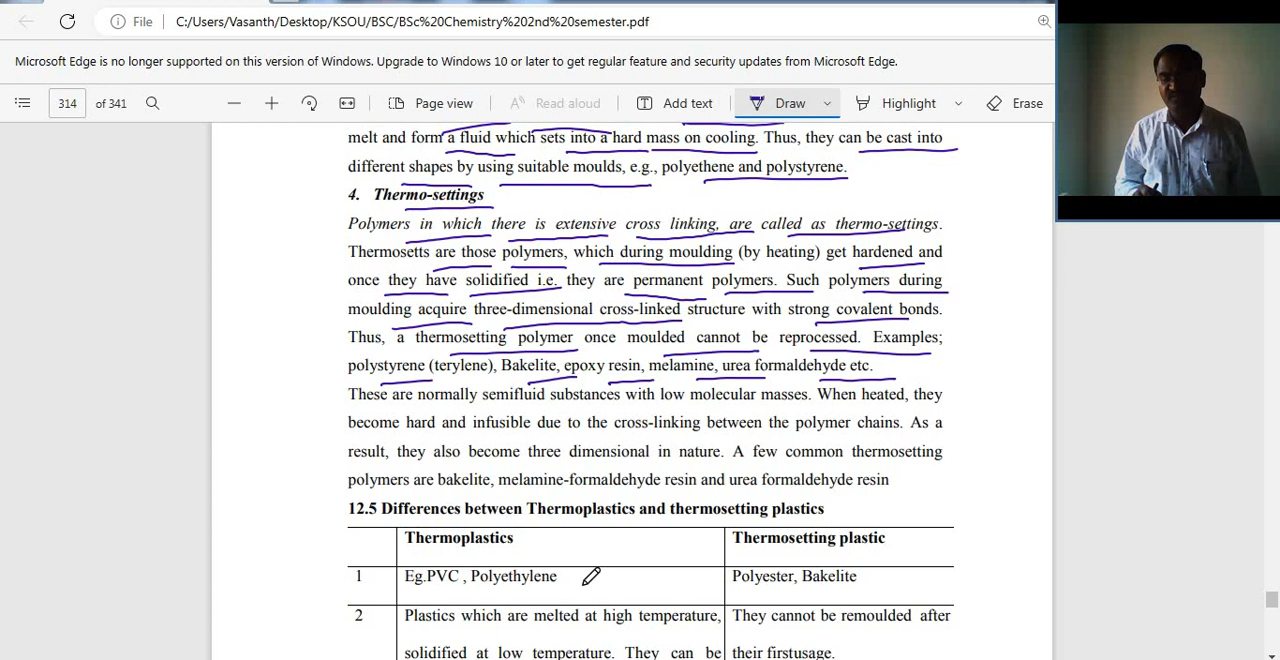 File
C:/Users/Vasanth/Desktop/KSOU/BSC/BSc%20Chemistry%202nd%20semester.pdf
Microsoft Edge is no longer supported on this version of Windows. Upgrade to Windows 10 or later to get regular feature and security updates from Microsoft Edge.
314 of 341 Page view Read aloud Add text Draw Highlight Erase
melt and form a fluid which sets into a hard mass on cooling. Thus, they can be cast into
different shapes by using suitable moulds, e.g., polyethene and polystyrene.
4. Thermo-settings
Polymers in which there is extensive cross linking, are called as thermo-settings.
Thermosetts are those polymers, which during moulding (by heating) get hardened and
once they have solidified i.e. they are permanent polymers. Such polymers during
moulding acquire three-dimensional cross-linked structure with strong covalent bonds.
Thus, a thermosetting polymer once moulded cannot be reprocessed. Examples;
polystyrene (terylene), Bakelite, epoxy resin, melamine, urea formaldehyde etc.
These are normally semifluid substances with low molecular masses. When heated, they
become hard and infusible due to the cross-linking between the polymer chains. As a
result, they also become three dimensional in nature. A few common thermosetting
polymers are bakelite, melamine-formaldehyde resin and urea formaldehyde resin
12.5 Differences between Thermoplastics and thermosetting plastics
Thermoplastics Thermosetting plastic
1 Eg.PVC , Polyethylene Polyester, Bakelite
2 Plastics which are melted at high temperature, They cannot be remoulded after
solidified at low temperature. They can be their firstusage.